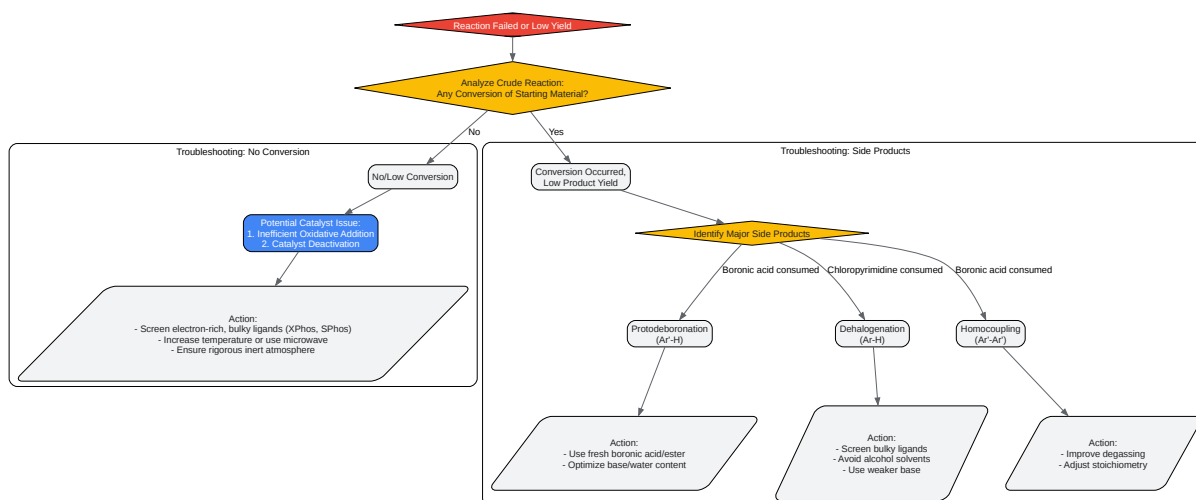 Reaction Failed or Low Yield
Analyze Crude Reaction:
Any Conversion of Starting Material?
No
Yes
Troubleshooting: No Conversion
Troubleshooting: Side Products
No/Low Conversion
Conversion Occurred,
Low Product Yield
Potential Catalyst Issue:
1. Inefficient Oxidative Addition
2. Catalyst Deactivation
Identify Major Side Products
Boronic acid consumed
Chloropyrimidine consumed
Boronic acid consumed
Action:
- Screen electron-rich, bulky ligands (XPhos, SPhos)
- Increase temperature or use microwave
- Ensure rigorous inert atmosphere
Protodeboronation
(Ar'-H)
Dehalogenation
(Ar-H)
Homocoupling
(Ar'-Ar')
Action:
- Use fresh boronic acid/ester
- Optimize base/water content
Action:
- Screen bulky ligands
- Avoid alcohol solvents
- Use weaker base
Action:
- Improve degassing
- Adjust stoichiometry